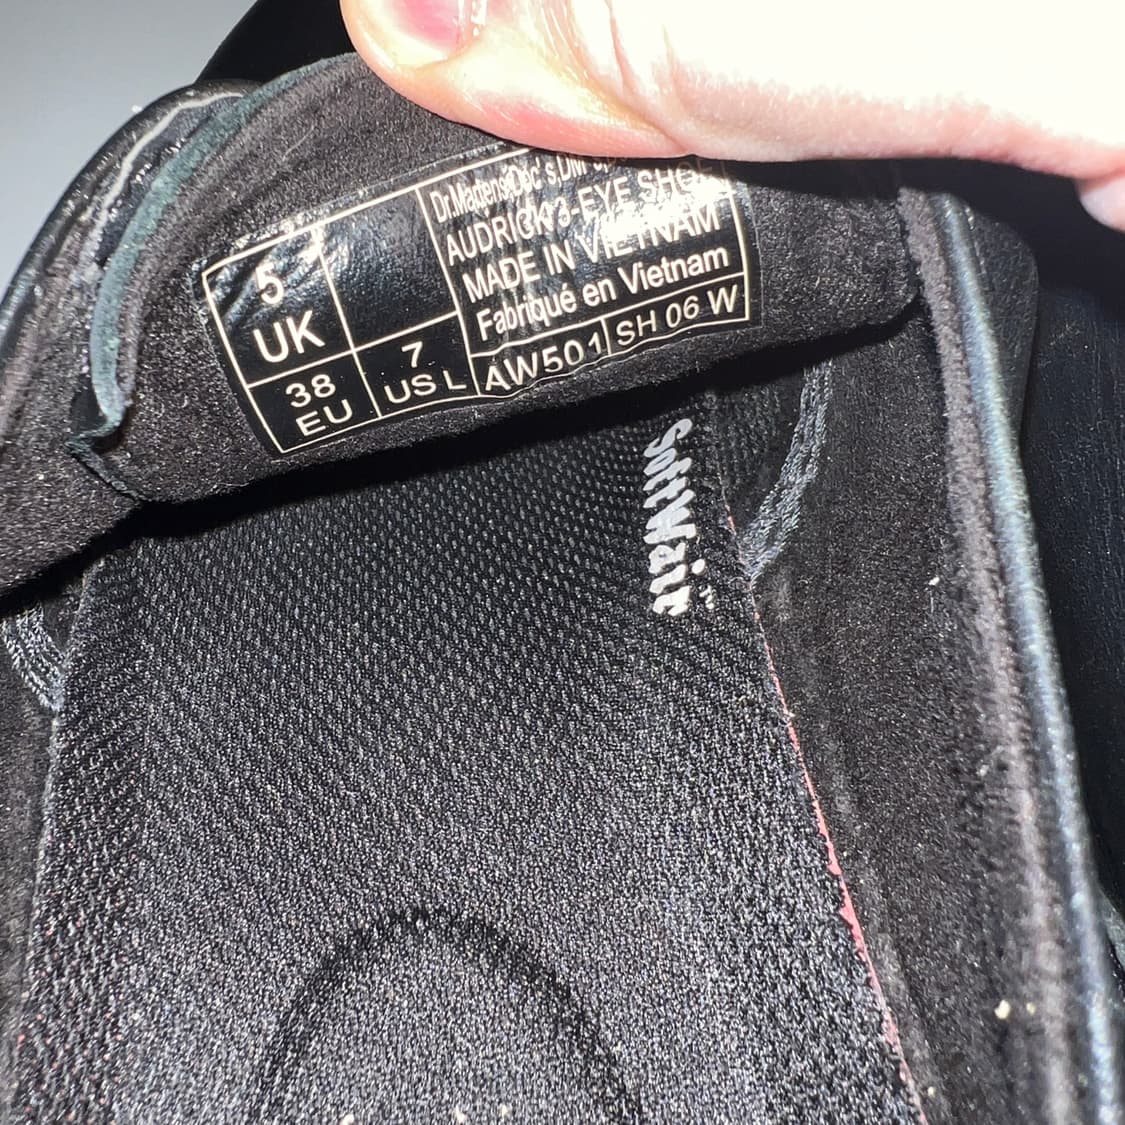 5
UK
38
EU
7
US L
Dr.Martens Doc's.DM
AUDRICK 3-EYE SHOE
MADE IN VIETNAM
Fabriqué en Vietnam
AW501 SH 06 W
SoftWair™